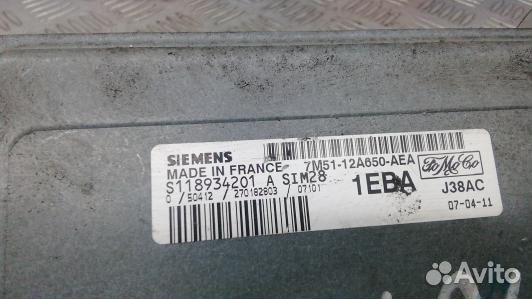 SIEMENS
MADE IN FRANCE 7M51-12A650-AEA
S118934201 A SIM28 1EBA FoMoCo
0 / 50412 / 270182803 / 07101 J38AC
07-04-11
Avito